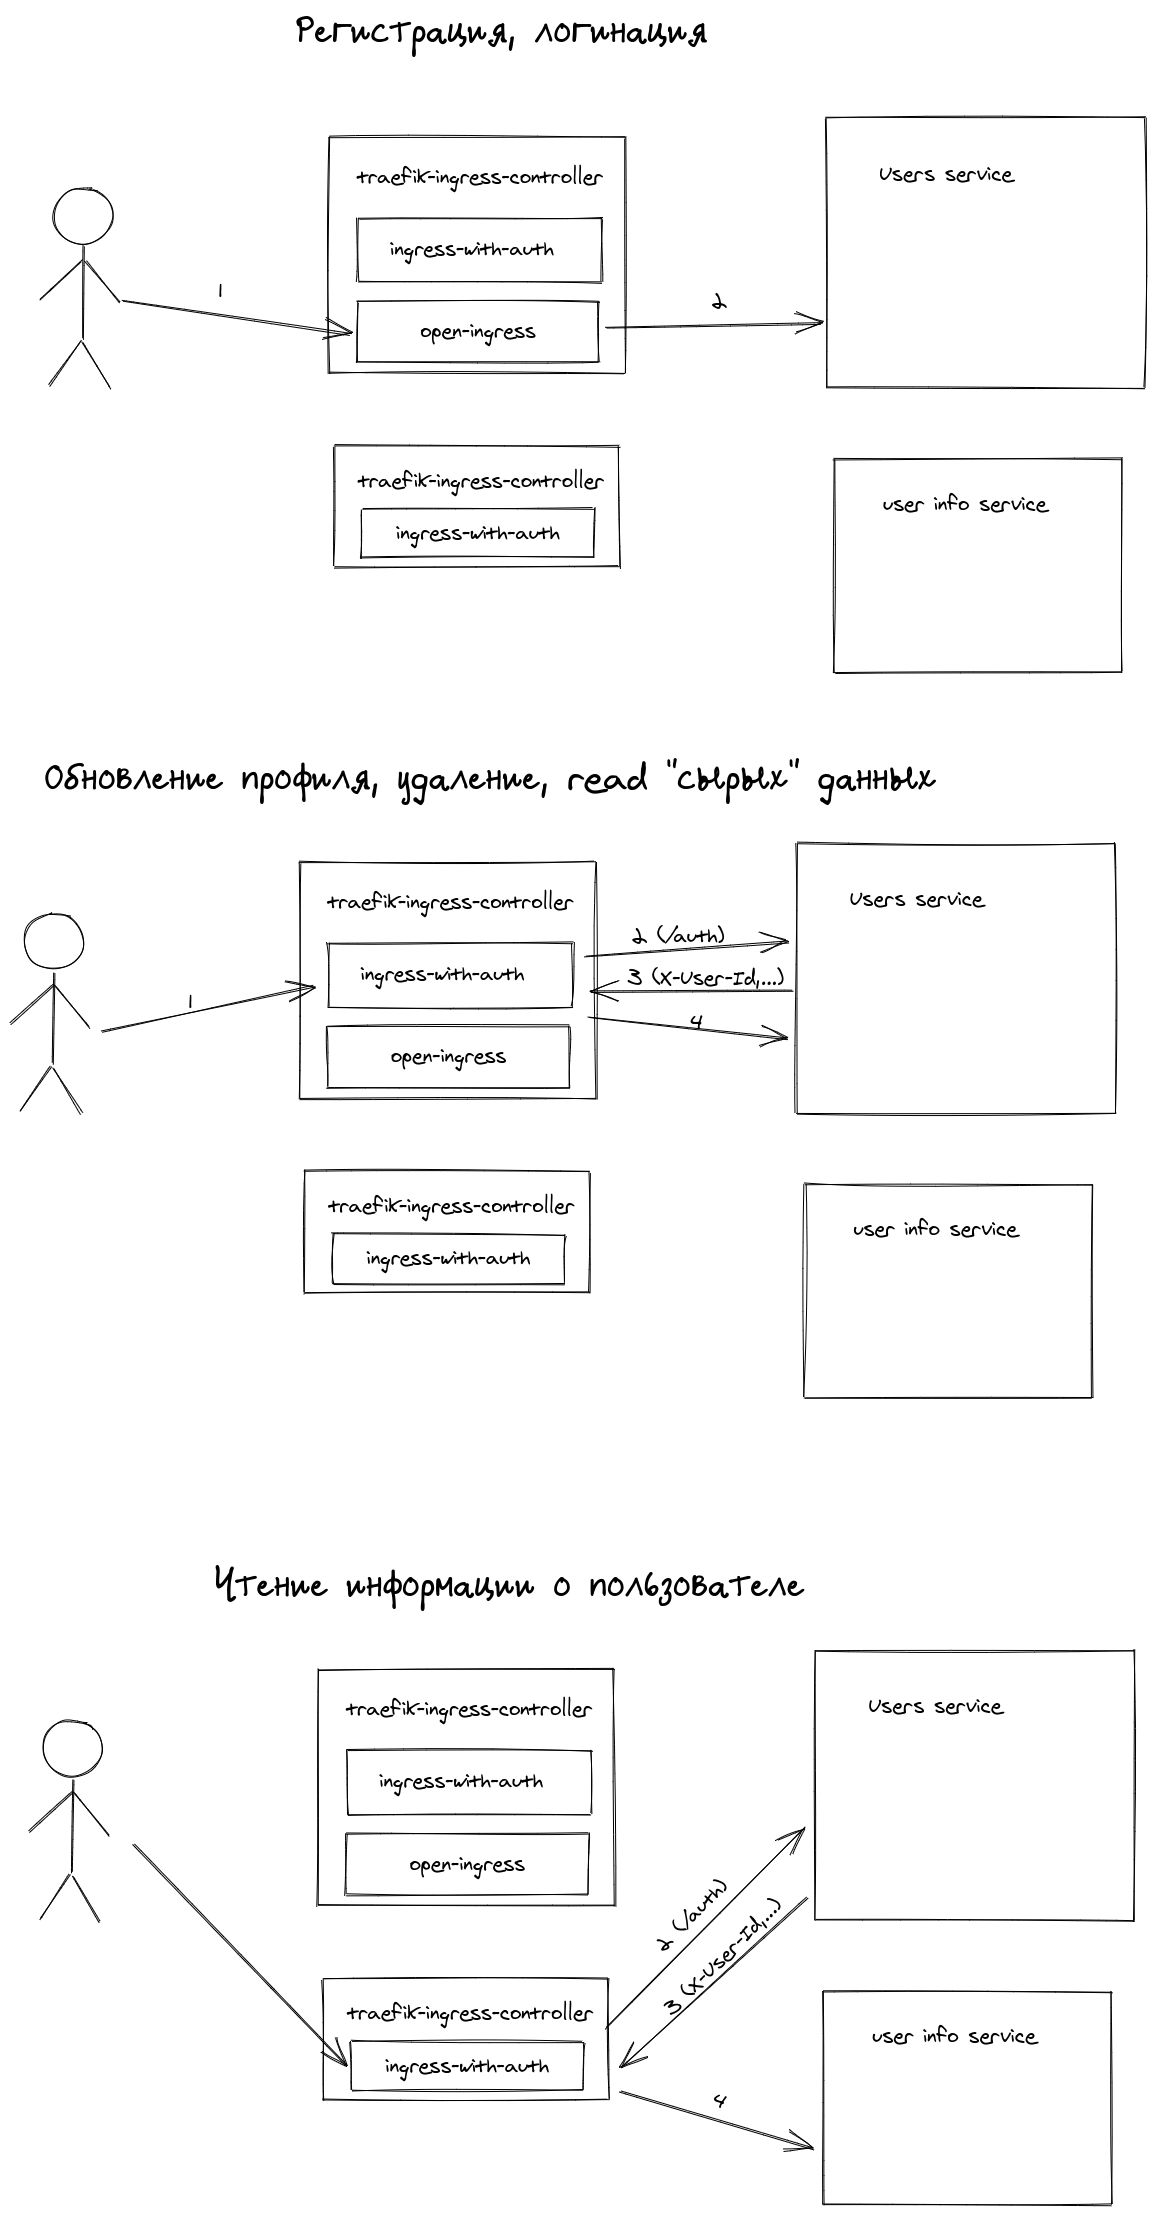 Регистрация, логинация
traefik-ingress-controller
Users service
ingress-with-auth
1
2
open-ingress
traefik-ingress-controller
user info service
ingress-with-auth
Обновление профиля, удаление, read "сырых" данных
traefik-ingress-controller
Users service
2 (/auth)
ingress-with-auth
3 (X-User-Id,...)
1
4
open-ingress
traefik-ingress-controller
user info service
ingress-with-auth
Чтение информации о пользователе
traefik-ingress-controller
Users service
ingress-with-auth
open-ingress
2 (/auth)
3 (X-User-Id,...)
traefik-ingress-controller
user info service
ingress-with-auth
4